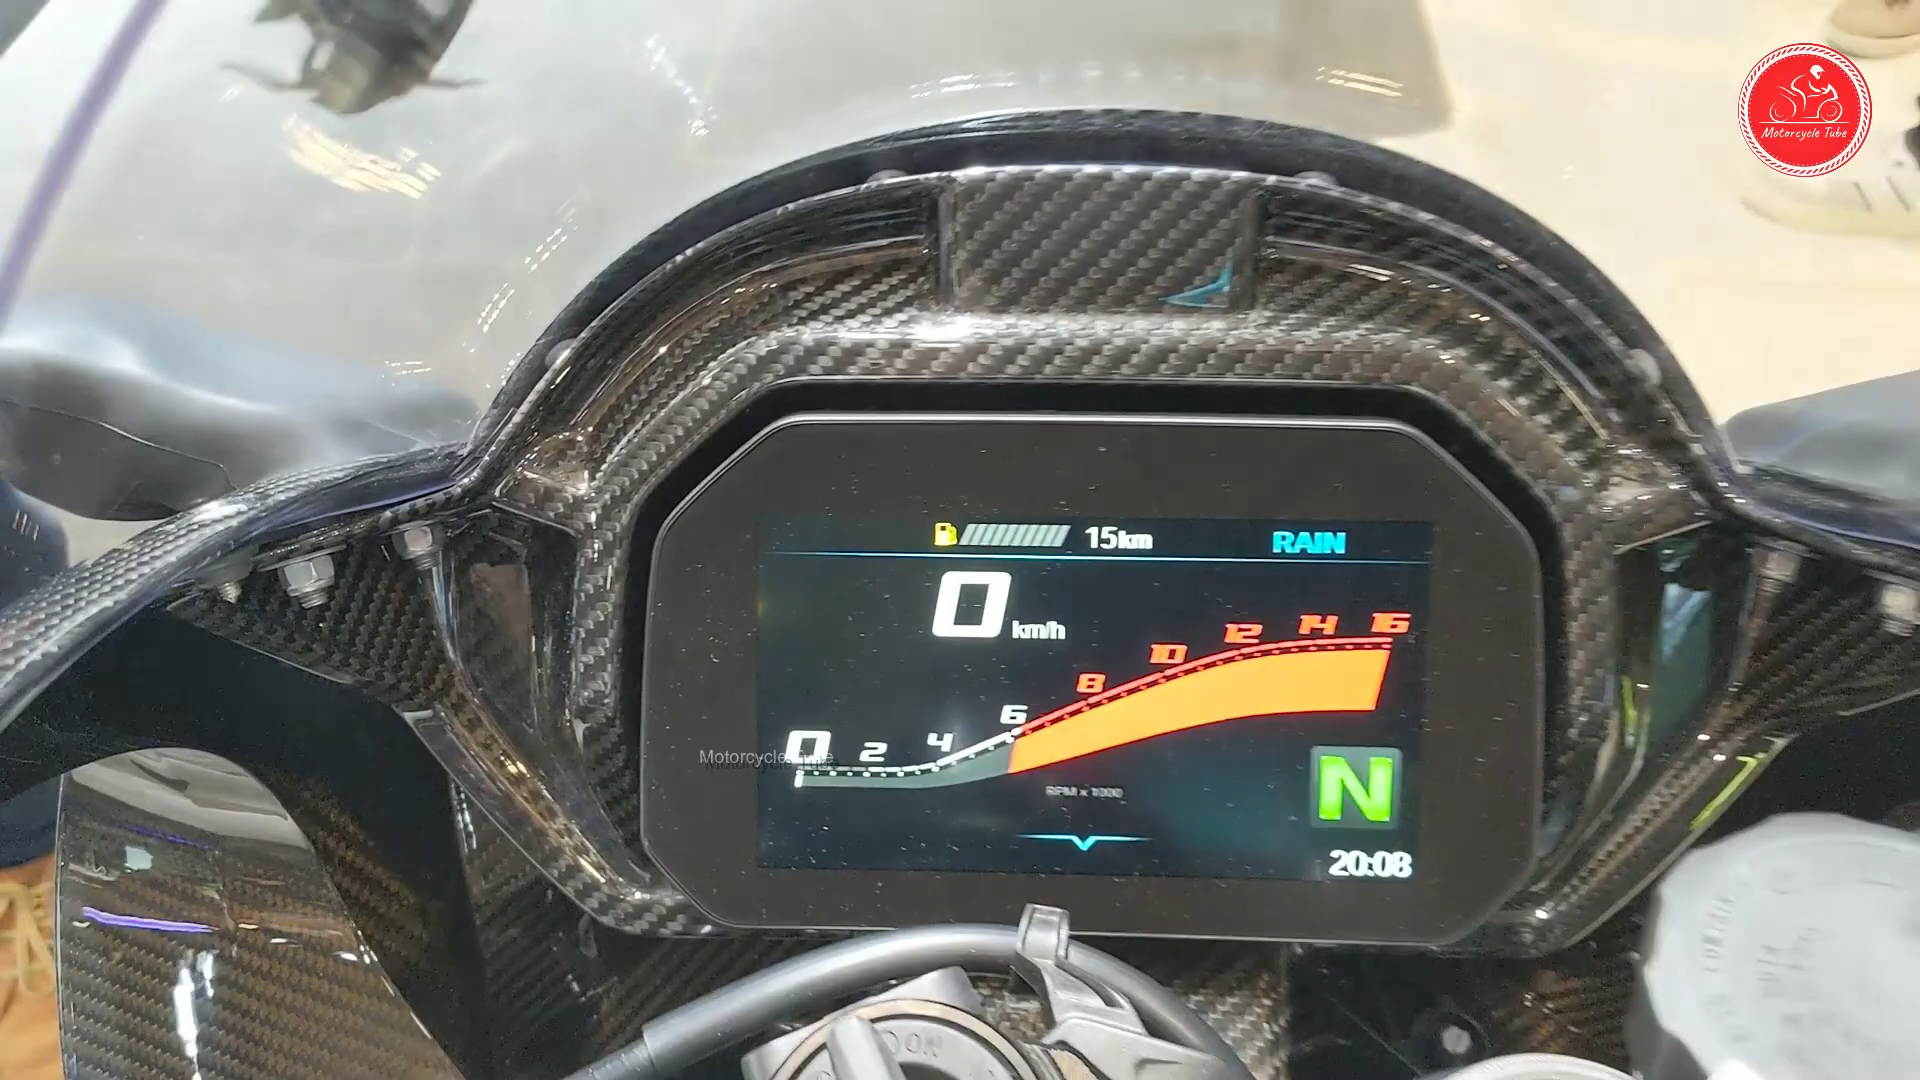 Motorcycle Tube
15km
RAIN
0 km/h
0 2 4 6 8 10 12 14 16
Motorcycle Tube
RPM x 1000
N
20:08
ON